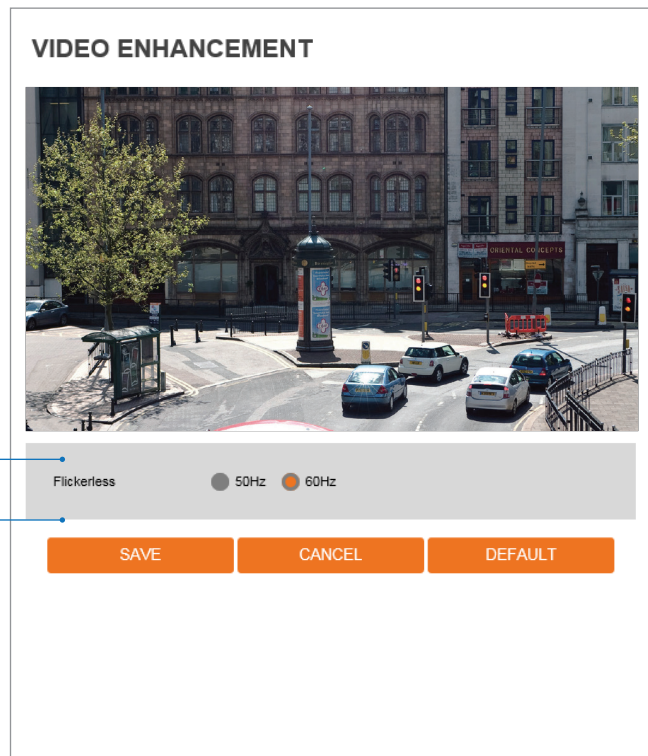 VIDEO ENHANCEMENT
ORIENTAL CONCEPTS
Flickerless 50Hz 60Hz
SAVE CANCEL DEFAULT